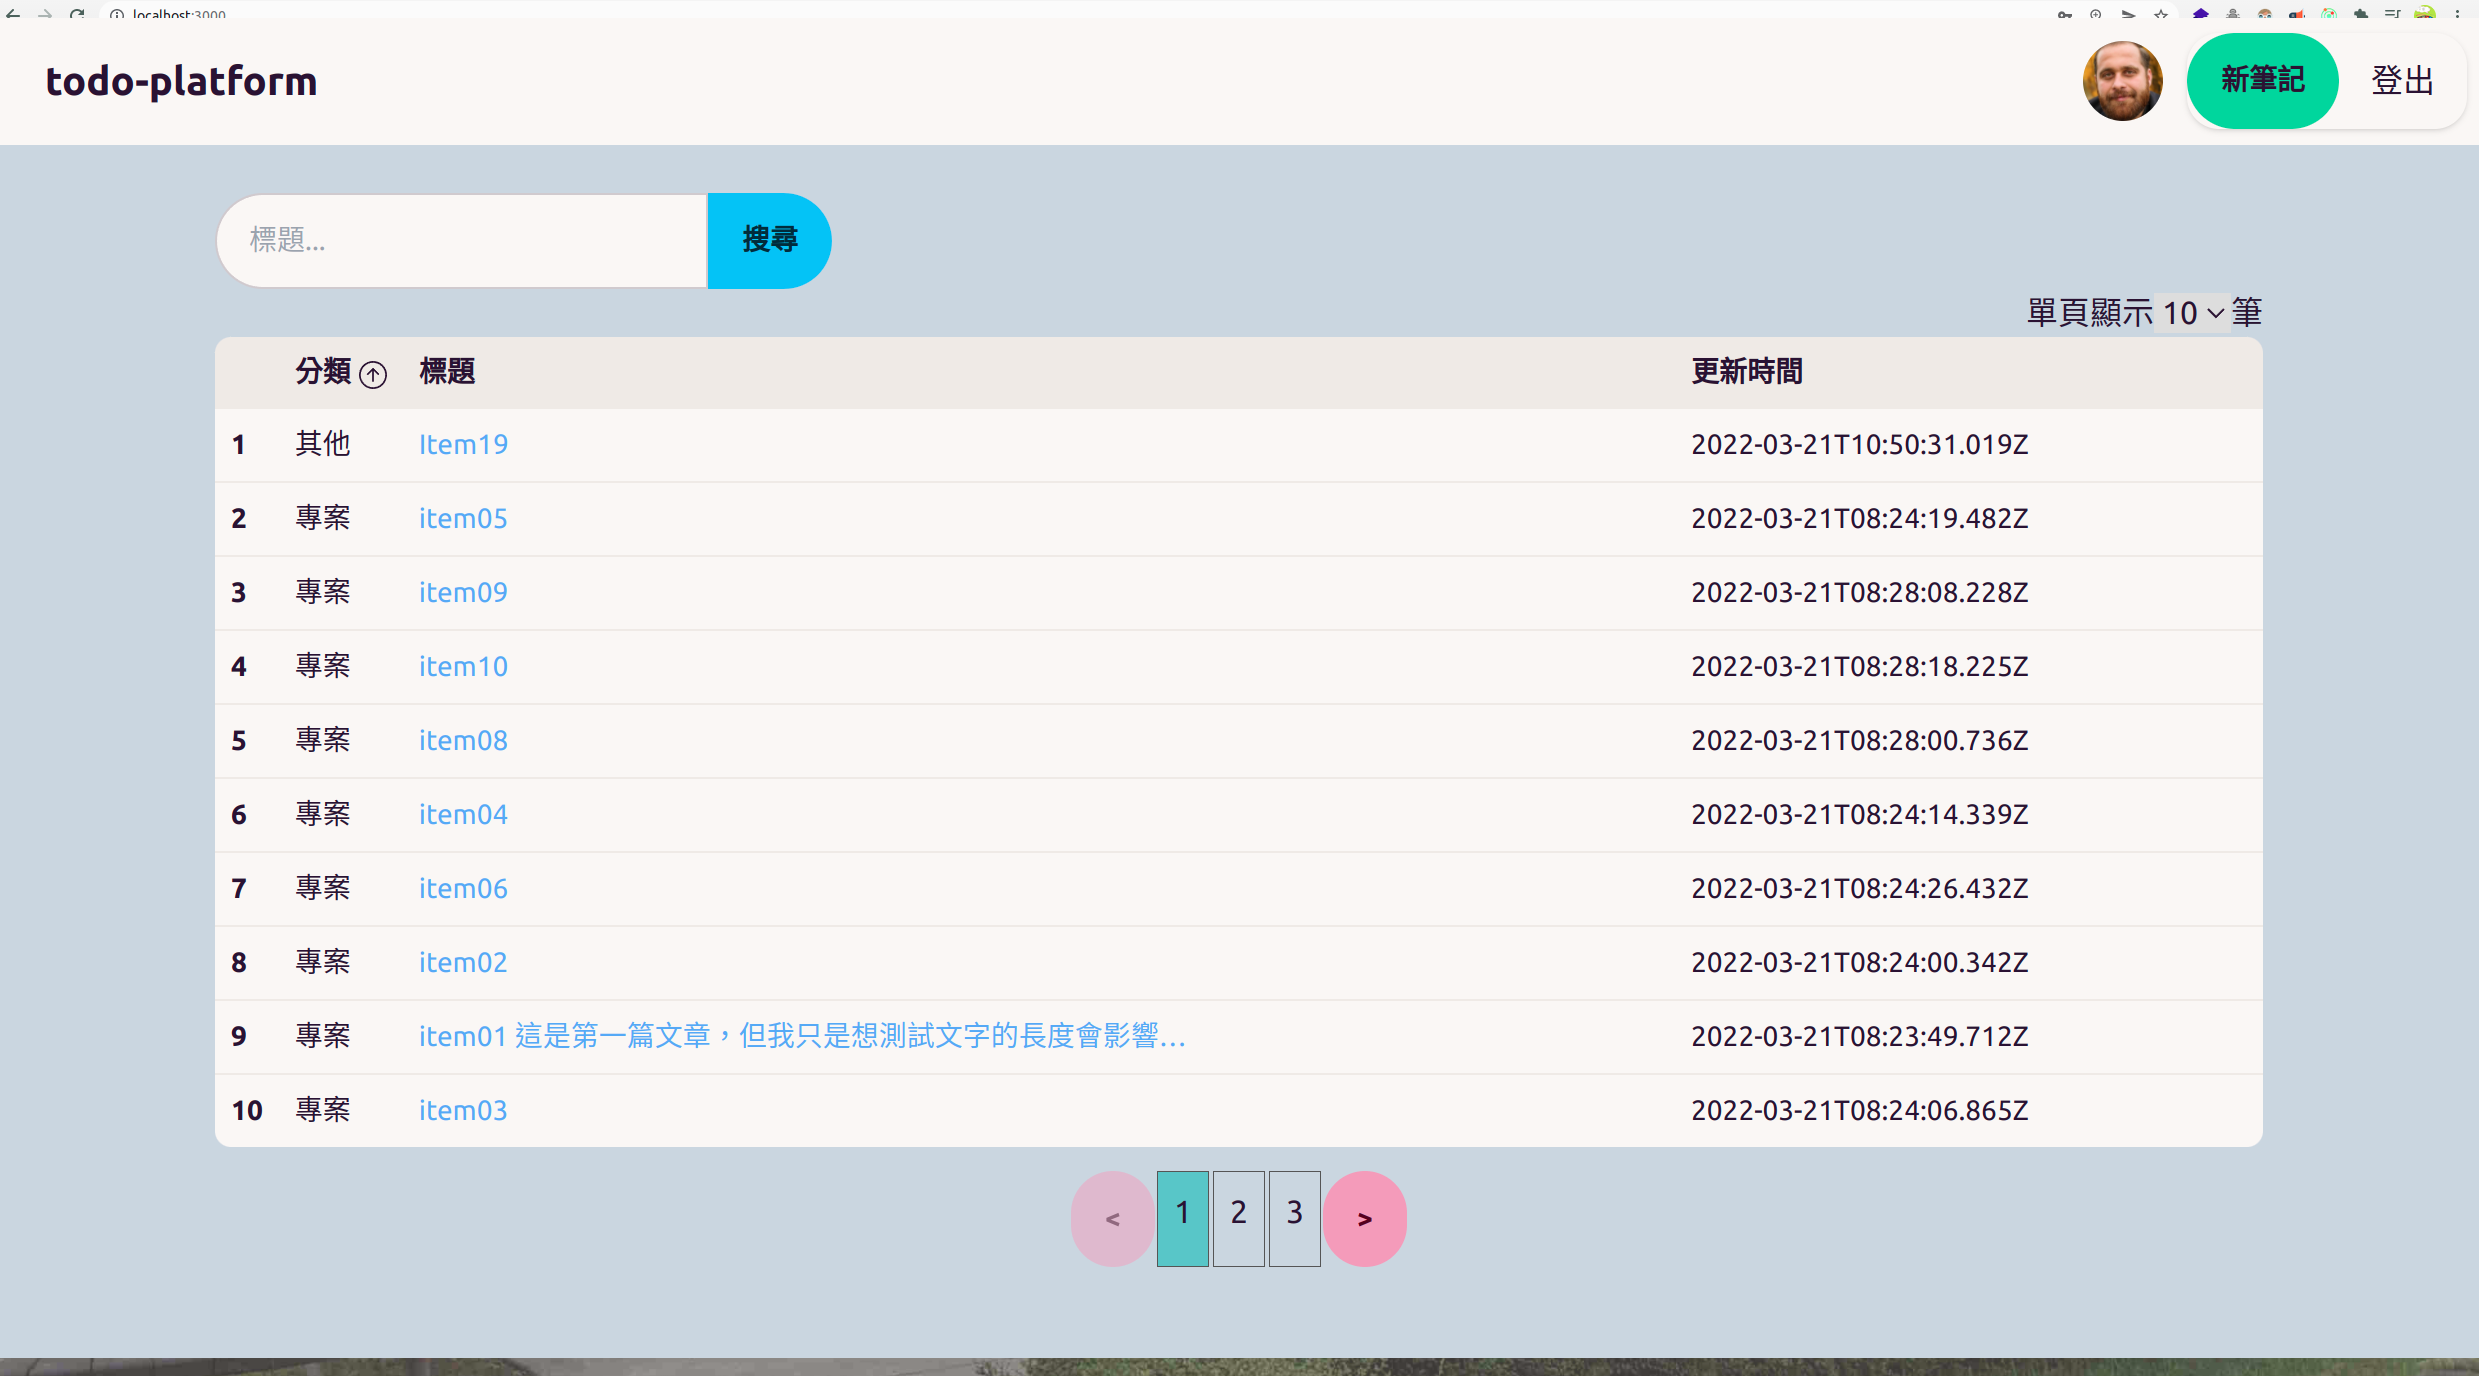 localhost:3000
todo-platform
新筆記
登出
標題...
搜尋
單頁顯示 10 筆
分類 標題 更新時間
1 其他 Item19 2022-03-21T10:50:31.019Z
2 專案 item05 2022-03-21T08:24:19.482Z
3 專案 item09 2022-03-21T08:28:08.228Z
4 專案 item10 2022-03-21T08:28:18.225Z
5 專案 item08 2022-03-21T08:28:00.736Z
6 專案 item04 2022-03-21T08:24:14.339Z
7 專案 item06 2022-03-21T08:24:26.432Z
8 專案 item02 2022-03-21T08:24:00.342Z
9 專案 item01 這是第一篇文章，但我只是想測試文字的長度會影響... 2022-03-21T08:23:49.712Z
10 專案 item03 2022-03-21T08:24:06.865Z
< 1 2 3 >